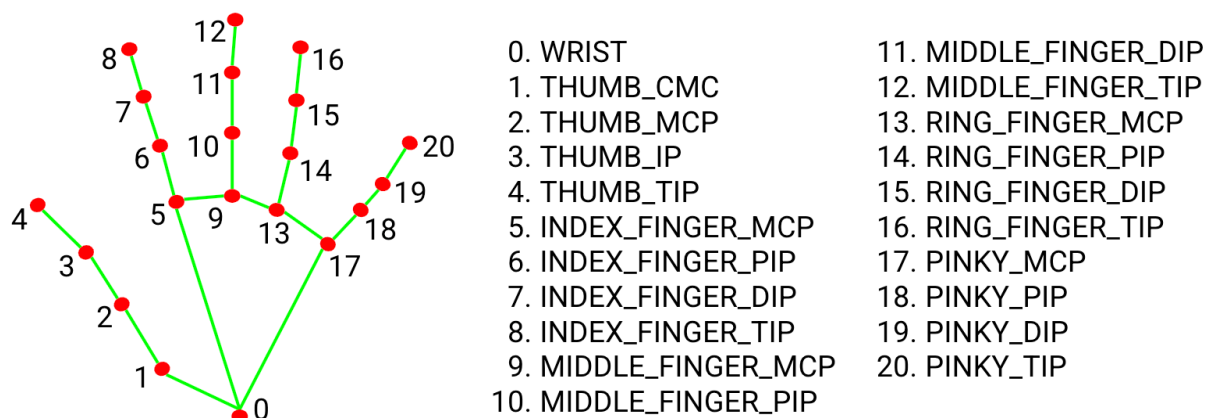 12
8
16
11
7
15
10
6
20
14
19
4
5
9
13
18
3
17
2
1
0
0. WRIST
1. THUMB_CMC
2. THUMB_MCP
3. THUMB_IP
4. THUMB_TIP
5. INDEX_FINGER_MCP
6. INDEX_FINGER_PIP
7. INDEX_FINGER_DIP
8. INDEX_FINGER_TIP
9. MIDDLE_FINGER_MCP
10. MIDDLE_FINGER_PIP
11. MIDDLE_FINGER_DIP
12. MIDDLE_FINGER_TIP
13. RING_FINGER_MCP
14. RING_FINGER_PIP
15. RING_FINGER_DIP
16. RING_FINGER_TIP
17. PINKY_MCP
18. PINKY_PIP
19. PINKY_DIP
20. PINKY_TIP